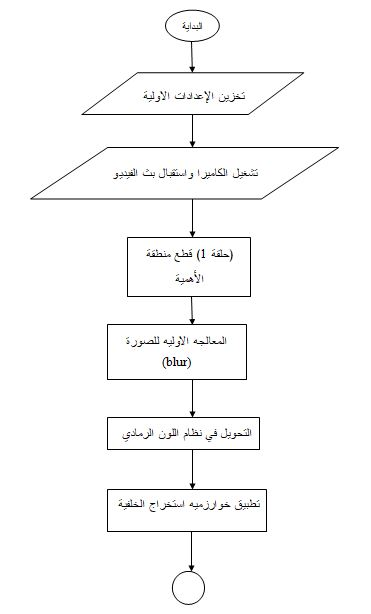 البداية
تخزين الإعدادات الاولية
تشغيل الكاميرا واستقبال بث الفيديو
(حلقة 1) قطع منطقة
الأهمية
المعالجه الاوليه للصورة
(blur)
التحويل في نظام اللون الرمادي
تطبيق خوارزميه استخراج الخلفية